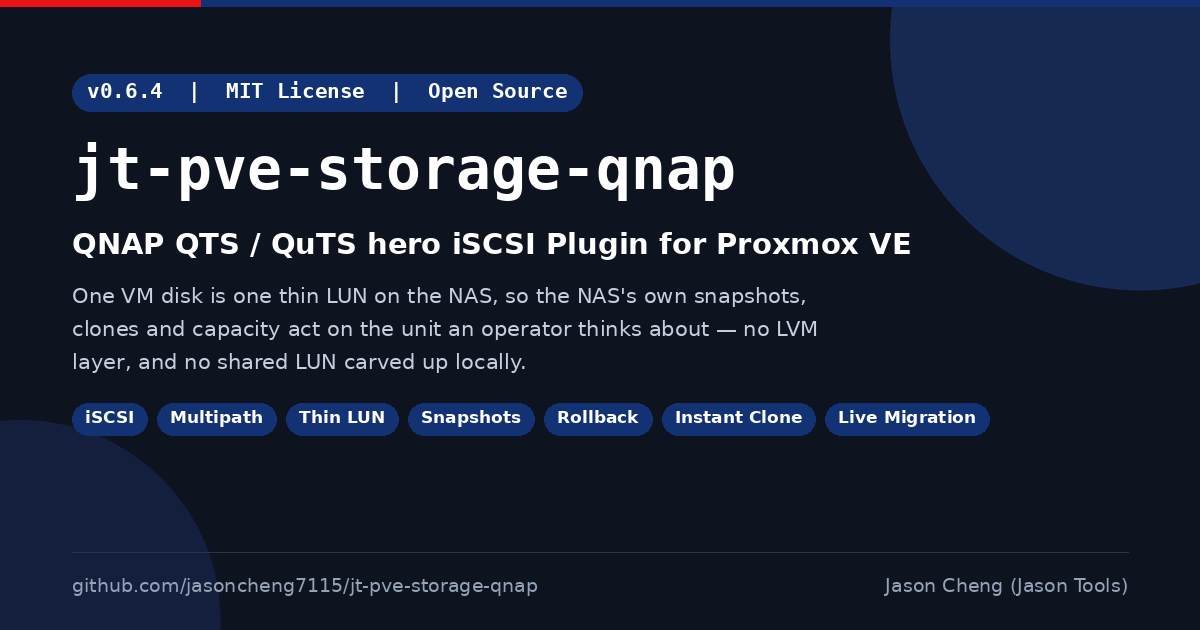 v0.6.4 | MIT License | Open Source
jt-pve-storage-qnap
QNAP QTS / QuTS hero iSCSI Plugin for Proxmox VE
One VM disk is one thin LUN on the NAS, so the NAS's own snapshots,
clones and capacity act on the unit an operator thinks about — no LVM
layer, and no shared LUN carved up locally.
iSCSI Multipath Thin LUN Snapshots Rollback Instant Clone Live Migration
github.com/jasoncheng7115/jt-pve-storage-qnap Jason Cheng (Jason Tools)